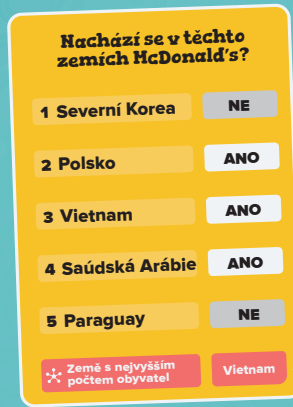 Nachází se v těchto
zemích McDonald's?
1 Severní Korea NE
2 Polsko ANO
3 Vietnam ANO
4 Saúdská Arábie ANO
5 Paraguay NE
Země s nejvyšším
počtem obyvatel
Vietnam